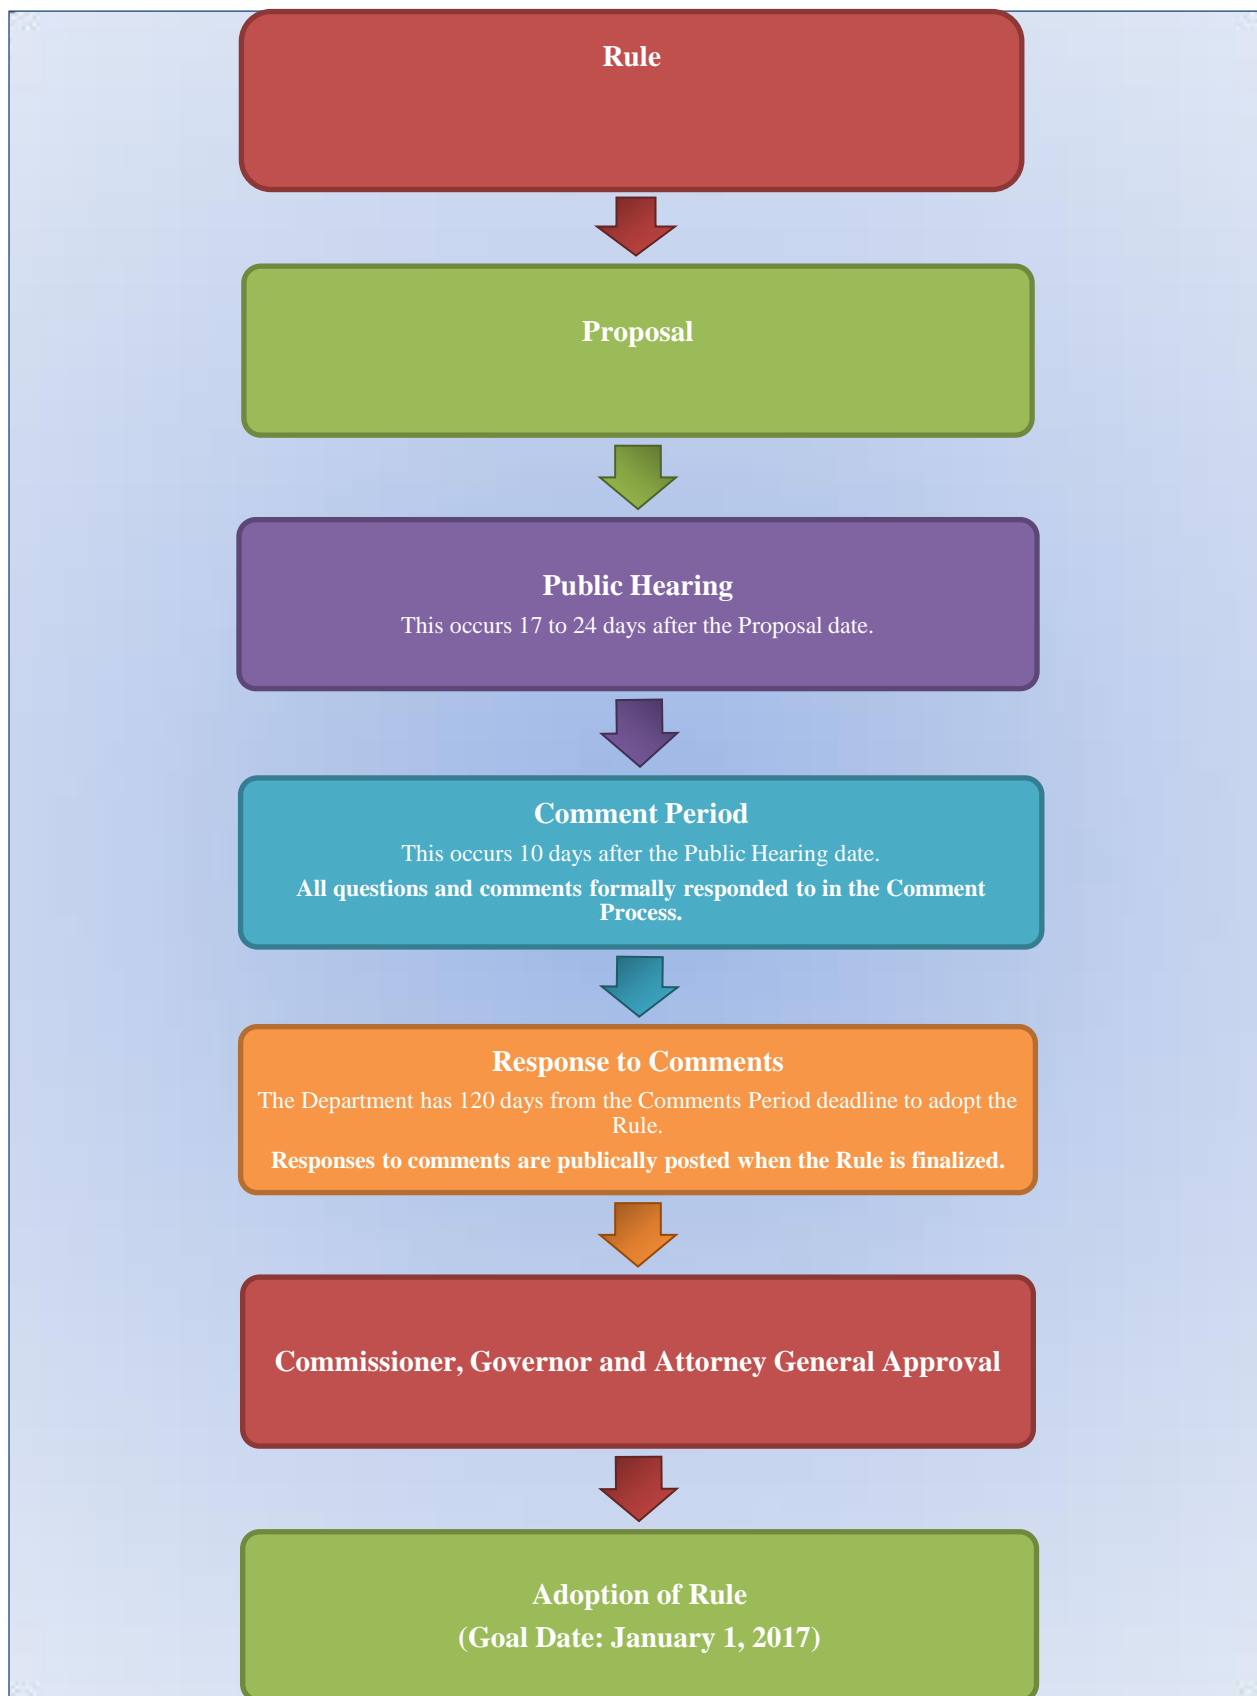 Rule
Proposal
Public Hearing
This occurs 17 to 24 days after the Proposal date.
Comment Period
This occurs 10 days after the Public Hearing date.
All questions and comments formally responded to in the Comment
Process.
Response to Comments
The Department has 120 days from the Comments Period deadline to adopt the
Rule.
Responses to comments are publically posted when the Rule is finalized.
Commissioner, Governor and Attorney General Approval
Adoption of Rule
(Goal Date: January 1, 2017)